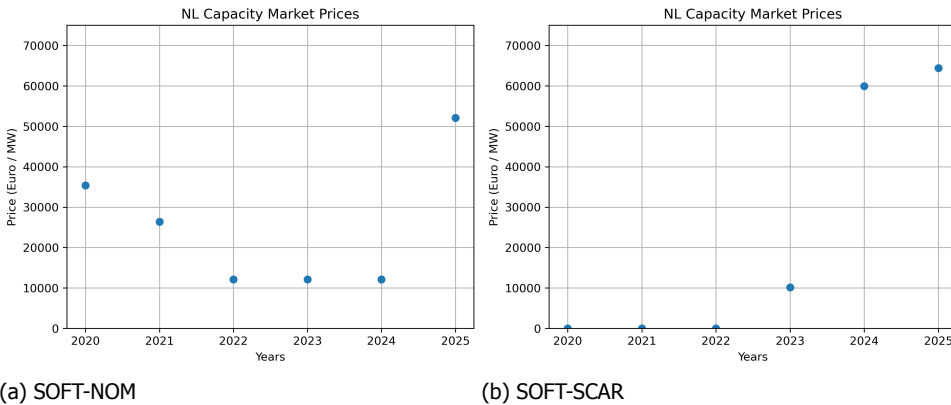 NL Capacity Market Prices
70000
60000
50000
40000
30000
20000
10000
0
Price (Euro / MW)
2020 2021 2022 2023 2024 2025
Years
(a) SOFT-NOM
NL Capacity Market Prices
70000
60000
50000
40000
30000
20000
10000
0
Price (Euro / MW)
2020 2021 2022 2023 2024 2025
Years
(b) SOFT-SCAR